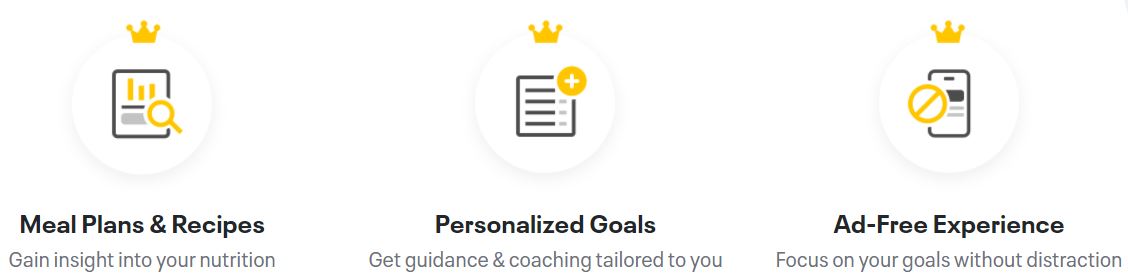 Meal Plans & Recipes
Gain insight into your nutrition
Personalized Goals
Get guidance & coaching tailored to you
Ad-Free Experience
Focus on your goals without distraction